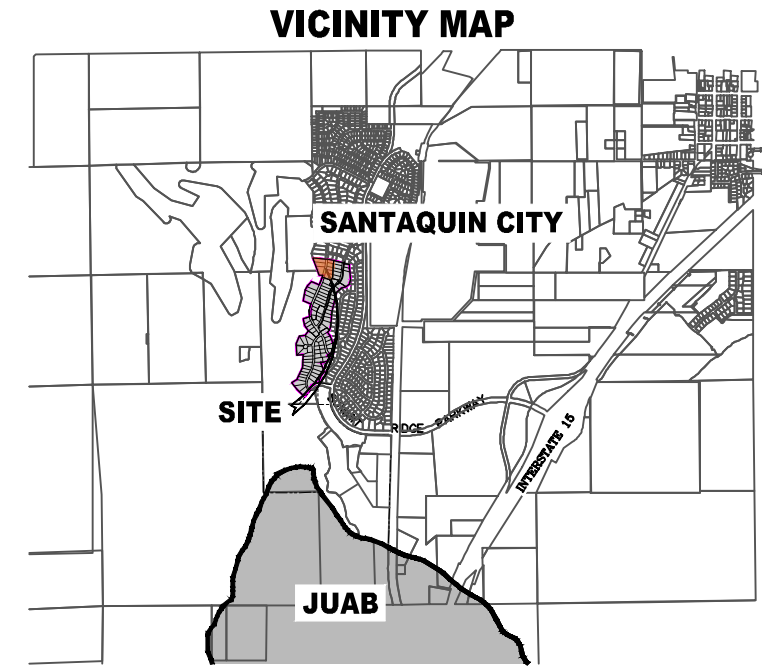 VICINITY MAP
SANTAQUIN CITY
SITE
RIDGE PARKWAY
INTERSTATE 15
JUAB